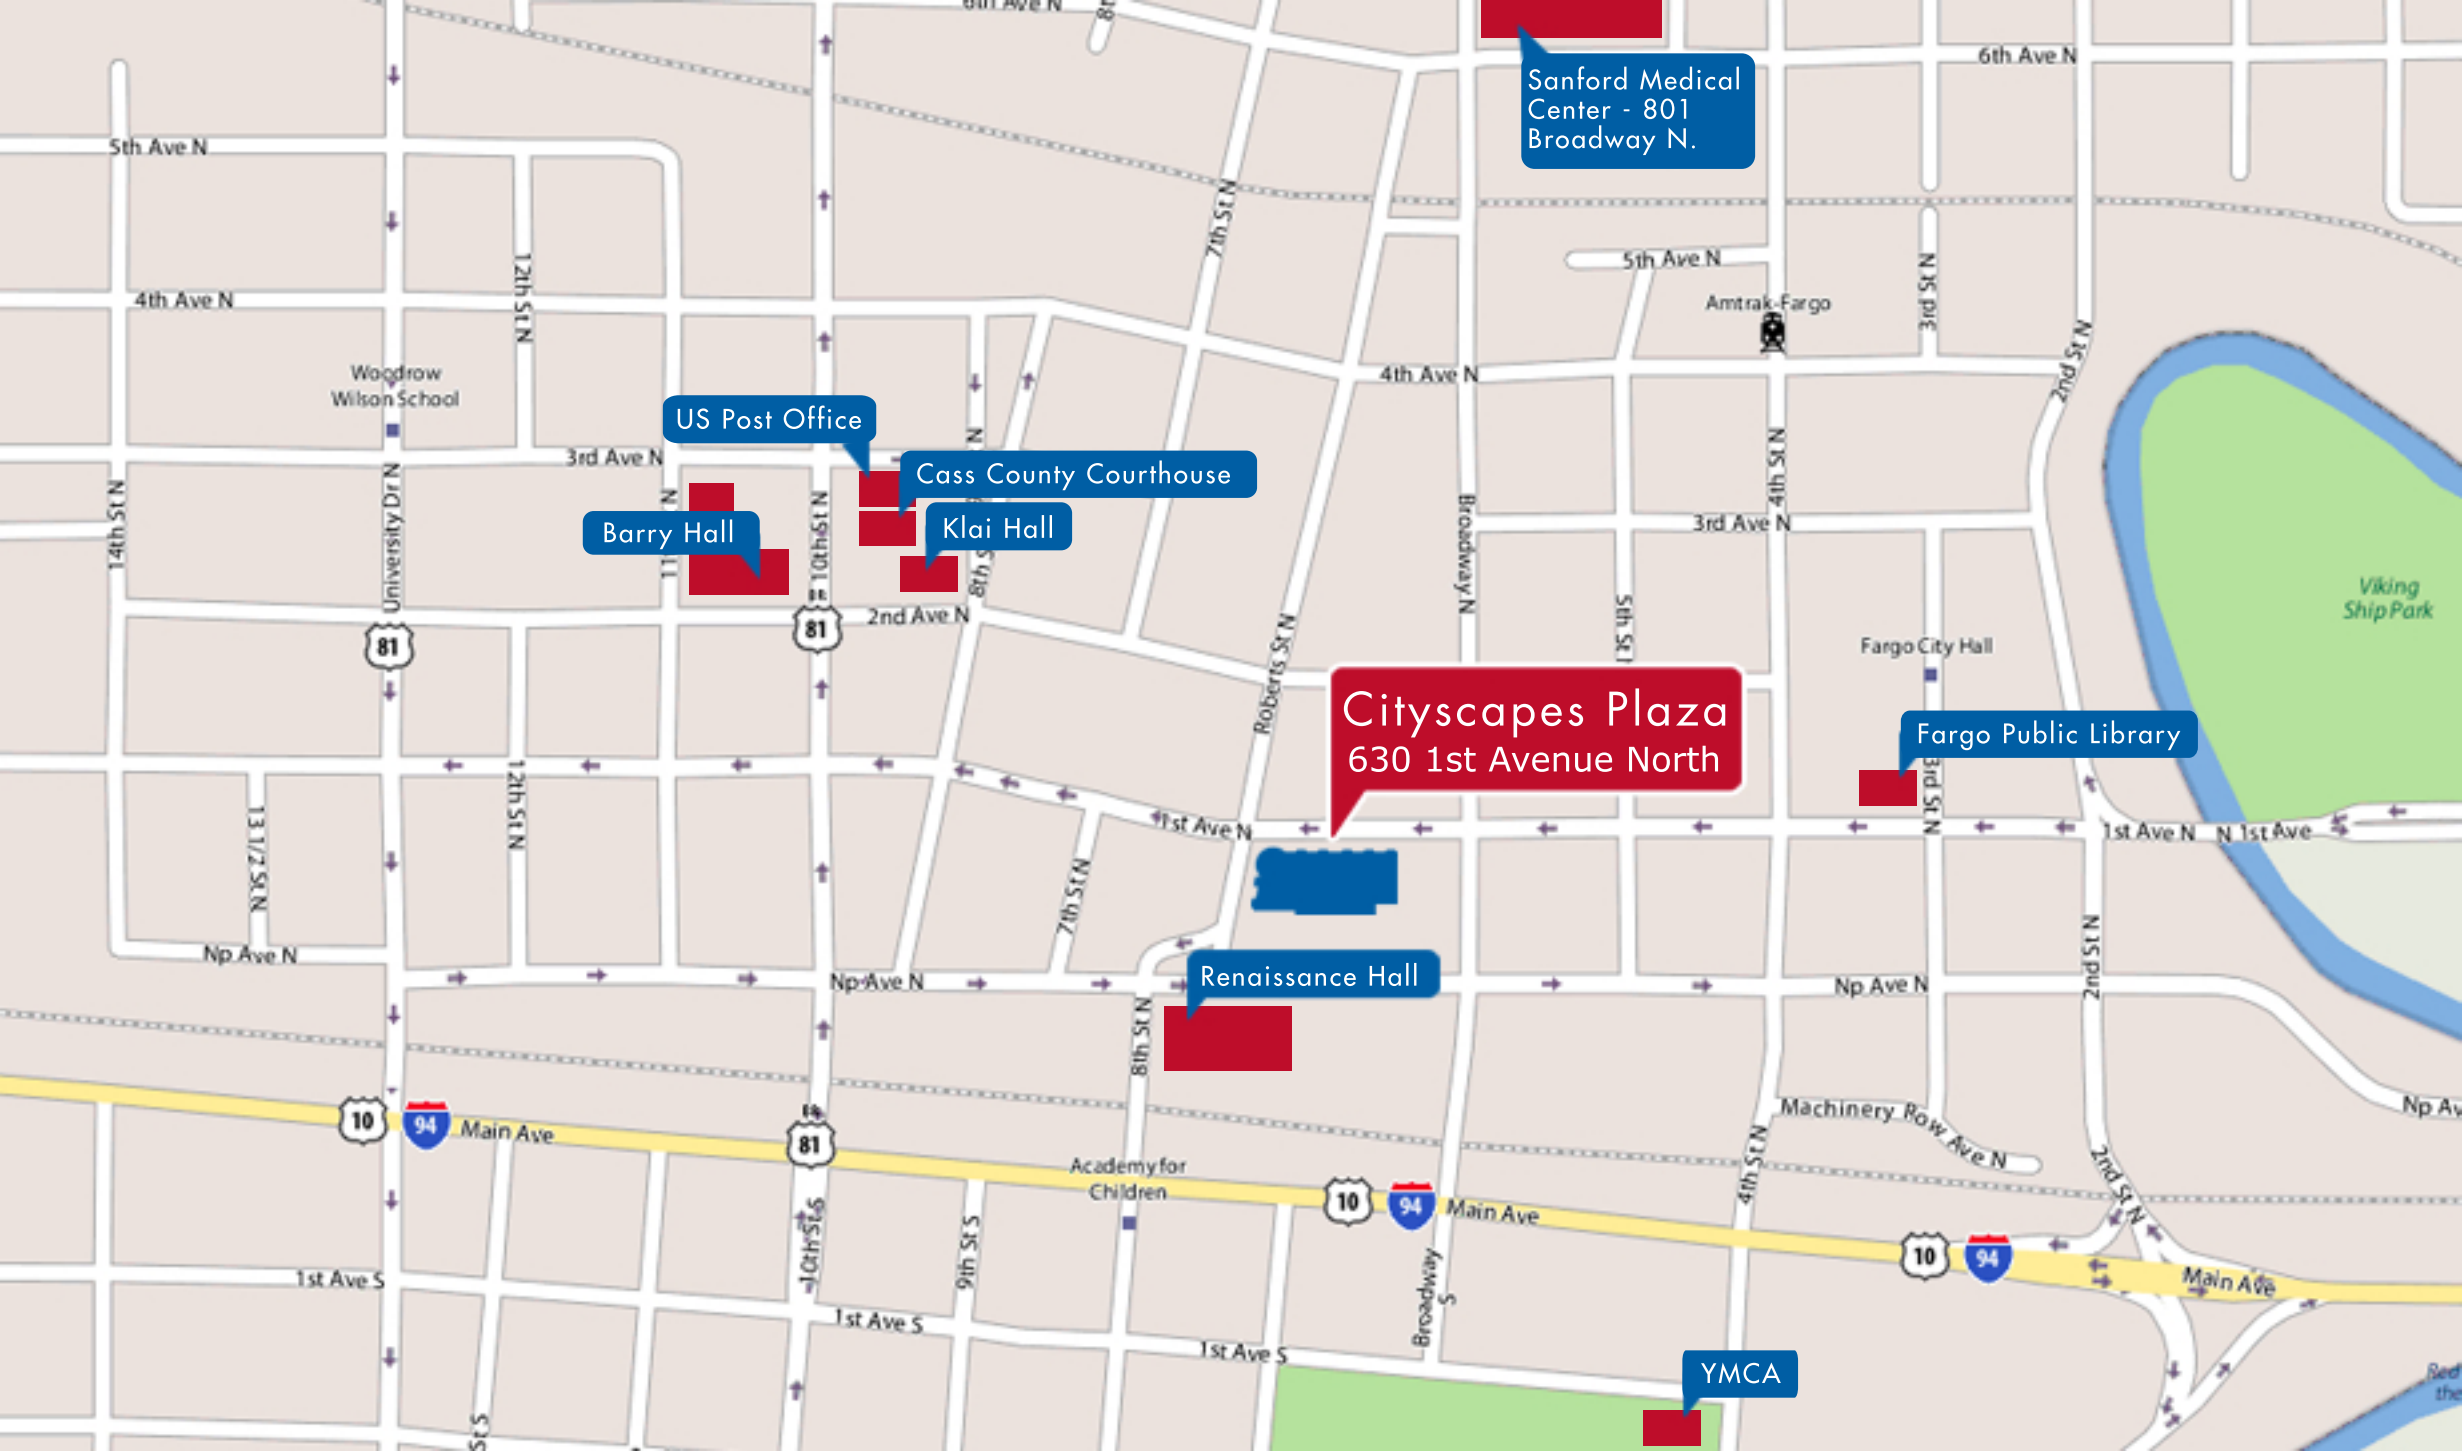 6th Ave N
Sanford Medical
Center - 801
Broadway N.
6th Ave N
5th Ave N
7th St N
12th St N
5th Ave N
3rd St N
Amtrak-Fargo
4th Ave N
2nd St N
Woodrow
Wilson School
4th Ave N
US Post Office
3rd Ave N
Cass County Courthouse
4th St N
14th St N
University Dr N
N
10th St N
Barry Hall
Klai Hall
8th S
Broadway N
3rd Ave N
Viking
Ship Park
81
81
2nd Ave N
5th St
Roberts St N
Fargo City Hall
Cityscapes Plaza
630 1st Avenue North
Fargo Public Library
3rd St N
12th St N
13 1/2 St N
1st Ave N
1st Ave N
N 1st Ave
7th St N
2nd St N
Np Ave N
Np Ave N
Renaissance Hall
Np Ave N
8th St N
10
94
Main Ave
81
Machinery Row Ave N
Np Av
Academy for
Children
10
94
Main Ave
4th St N
2nd St N
10
94
Main Ave
10th St S
9th St S
1st Ave S
1st Ave S
1st Ave S
Broadway
S
YMCA
Red
the
St S